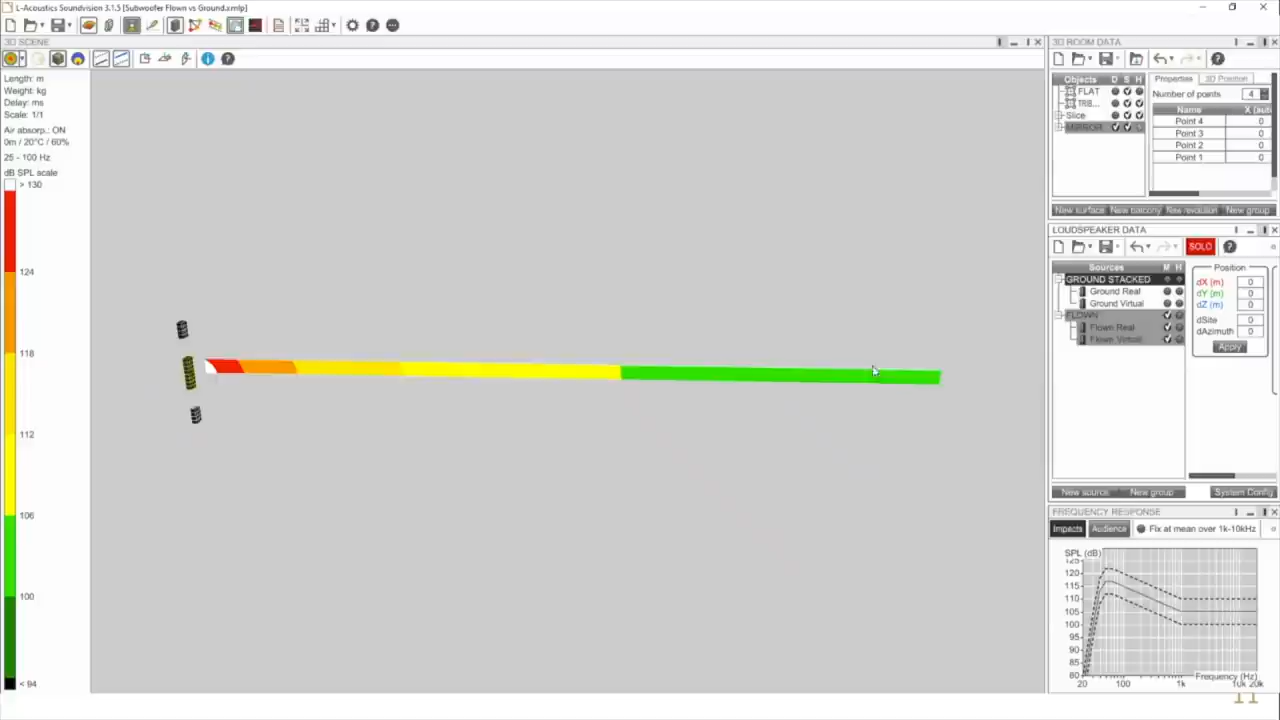 L-Acoustics Soundvision 3.1.5 [Subwoofer Flown vs Ground.xmlp]
3D SCENE
Length: m
Weight: kg
Delay: ms
Scale: 1/1
Air absorp.: ON
0m / 20°C / 60%
25 - 100 Hz
dB SPL scale
> 130
124
118
112
106
100
< 94
3D ROOM DATA
Objects D S H
FLAT
TRB...
Slice
MIRROR
Properties 3D Position
Number of points 4
Name X (aut
Point 4 0
Point 3 0
Point 2 0
Point 1 0
New surface New balcony New revolution New group
LOUDSPEAKER DATA
SOLO
Sources M H
GROUND STACKED
Ground Real
Ground Virtual
FLOWN
Flown Real
Flown Virtual
Position
dX (m) 0
dY (m) 0
dZ (m) 0
dSite 0
dAzimuth 0
Apply
New source New group System Config
FREQUENCY RESPONSE
Impacts Audience Fix at mean over 1k-10kHz
SPL (dB)
125
120
115
110
105
100
95
90
85
80
Frequency (Hz)
20 100 1k 10k 20k